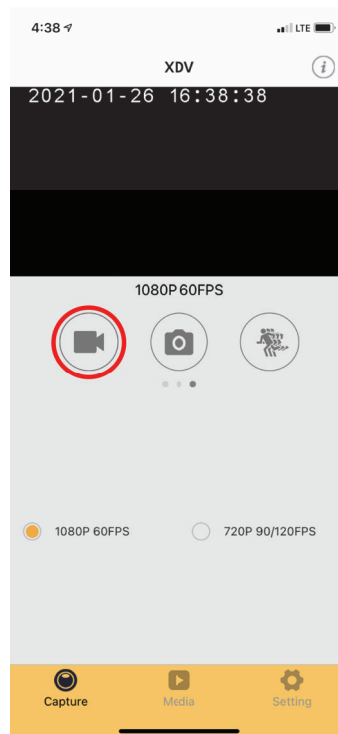 4:38 LTE
XDV
2021-01-26 16:38:38
1080P 60FPS
1080P 60FPS 720P 90/120FPS
Capture Media Setting